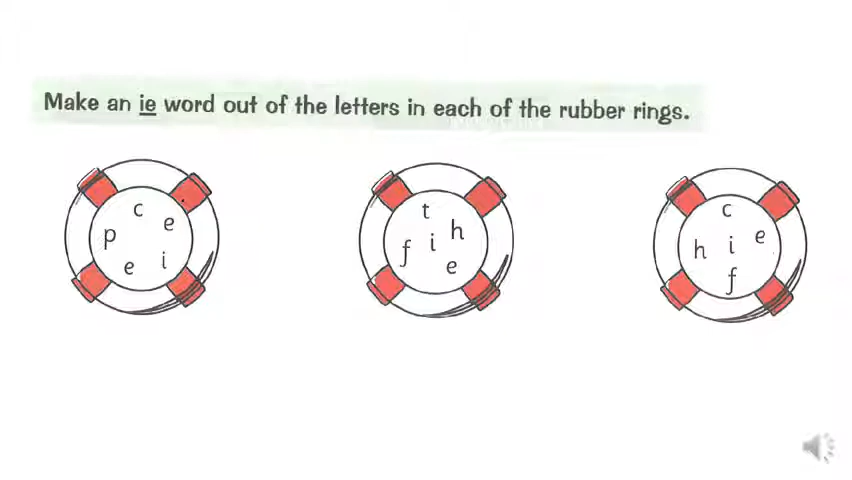 Make an ie word out of the letters in each of the rubber rings.
c
e
p
e
i
t
h
f
i
e
c
e
h
i
f